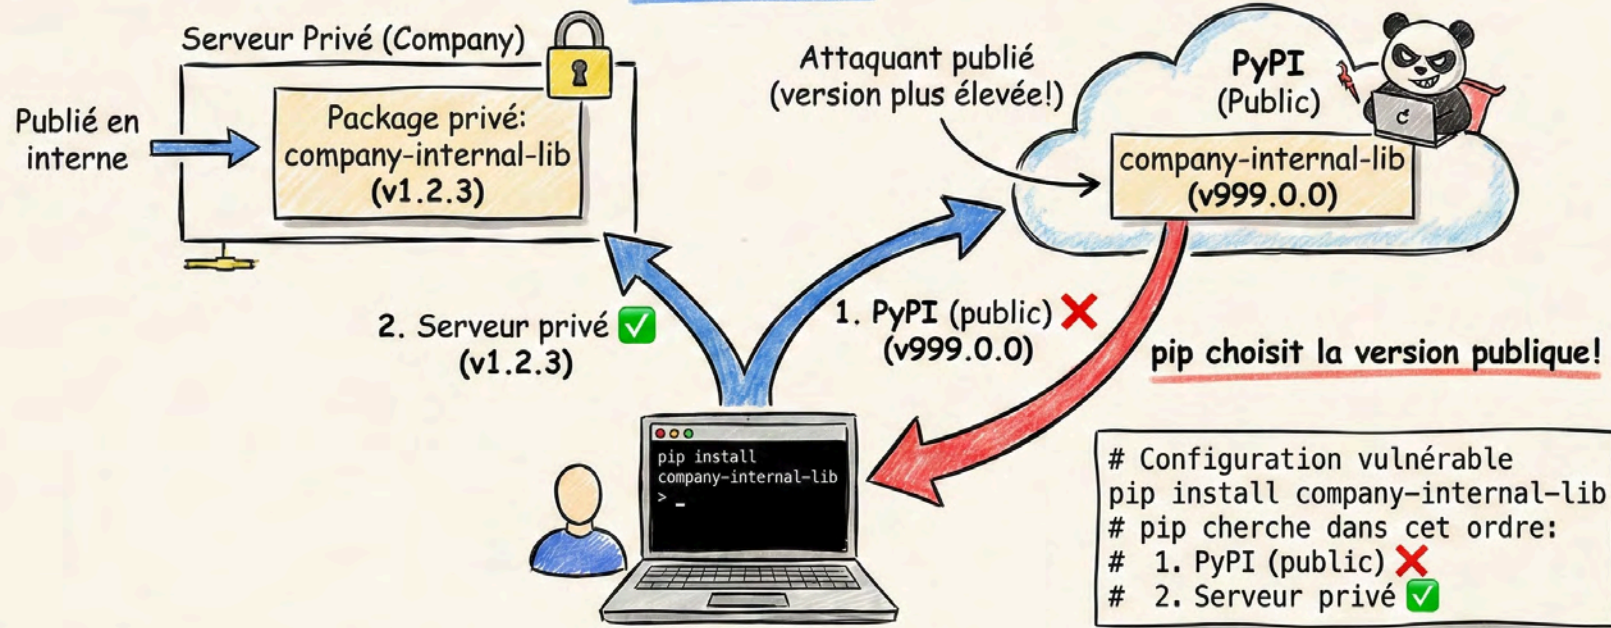 Serveur Privé (Company)
Publié en
interne
Package privé:
company-internal-lib
(v1.2.3)
Attaquant publié
(version plus élevée!)
PyPI
(Public)
company-internal-lib
(v999.0.0)
2. Serveur privé ✅
(v1.2.3)
1. PyPI (public) ❌
(v999.0.0)
pip choisit la version publique!
pip install
company-internal-lib
> _
# Configuration vulnérable
pip install company-internal-lib
# pip cherche dans cet ordre:
# 1. PyPI (public) ❌
# 2. Serveur privé ✅